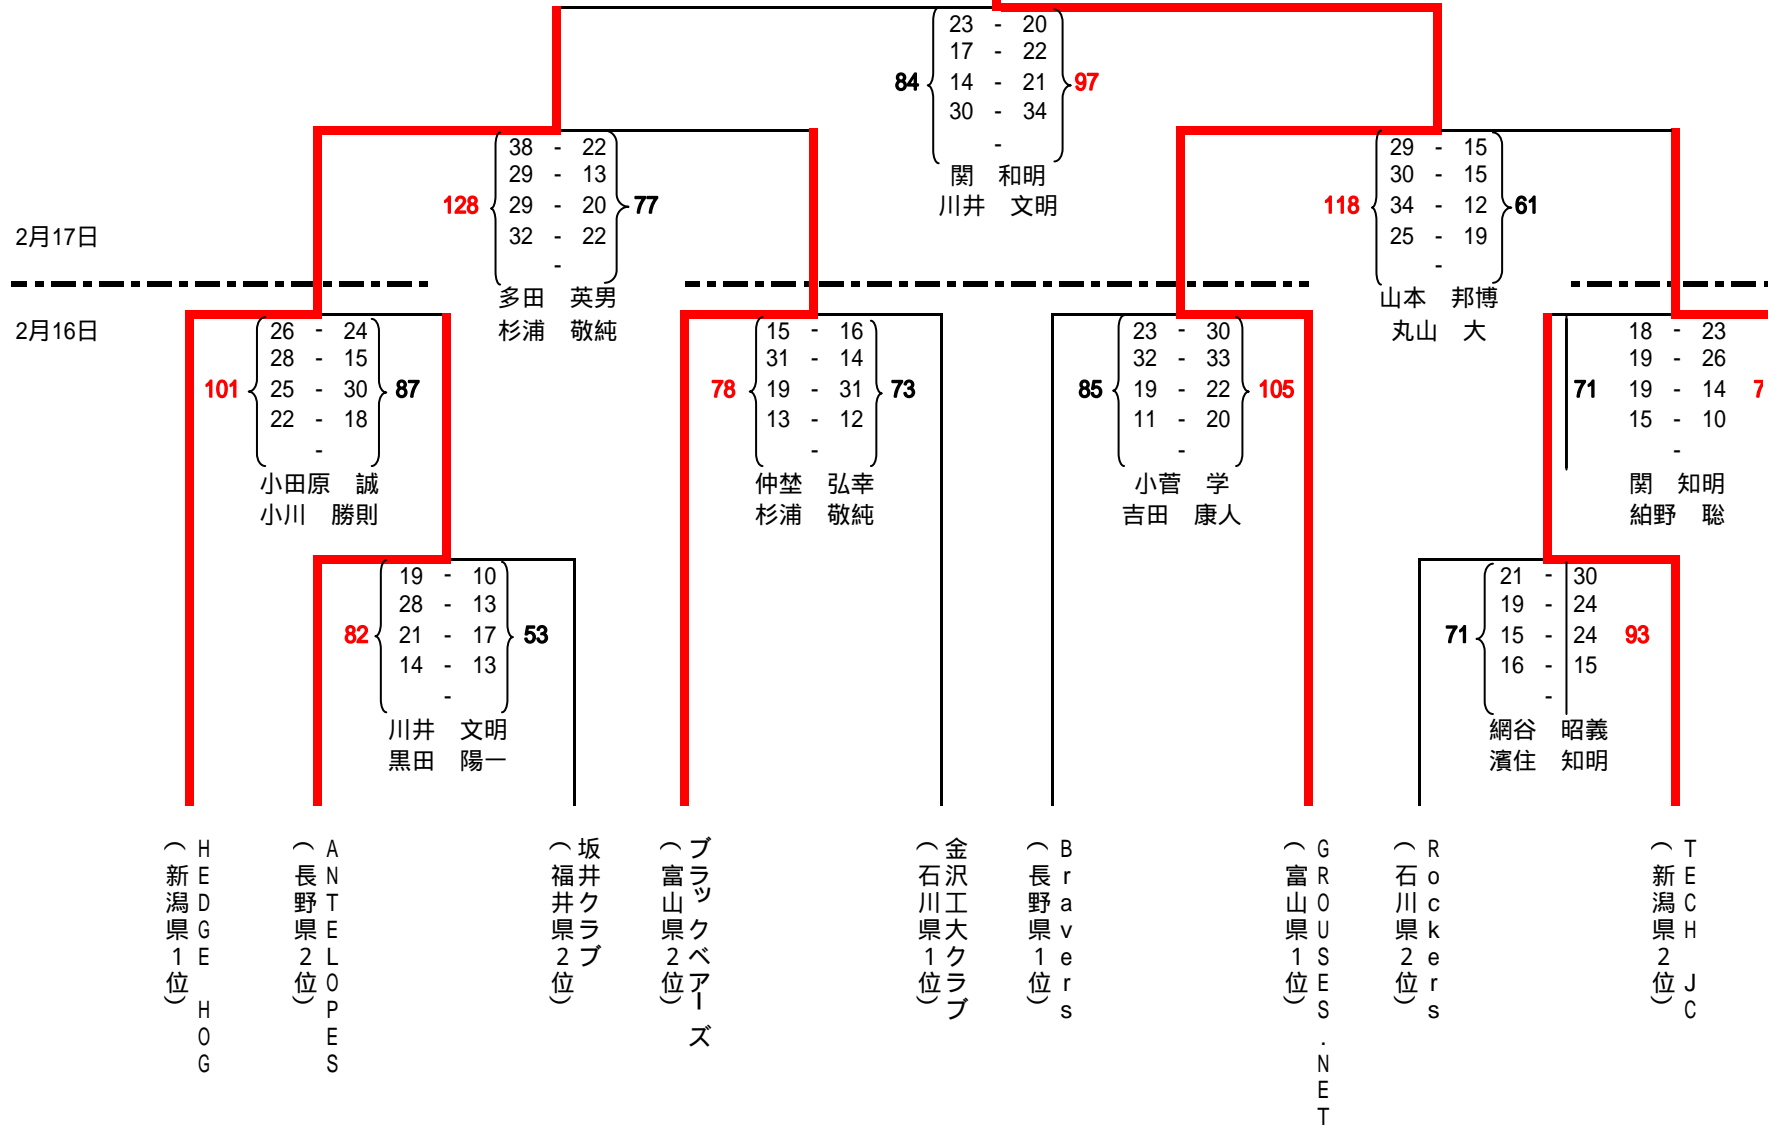 23 - 20
17 - 22
84 14 - 21 97
30 - 34
-
関 和明
川井 文明
38 - 22
29 - 13
128 29 - 20 77
32 - 22
-
多田 英男
杉浦 敬純
29 - 15
30 - 15
118 34 - 12 61
25 - 19
-
山本 邦博
丸山 大
2月17日
2月16日
26 - 24
28 - 15
101 25 - 30 87
22 - 18
-
小田原 誠
小川 勝則
15 - 16
31 - 14
78 19 - 31 73
13 - 12
-
仲埜 弘幸
杉浦 敬純
23 - 30
32 - 33
85 19 - 22 105
11 - 20
-
小菅 学
吉田 康人
18 - 23
19 - 26
71 19 - 14 7
15 - 10
-
関 知明
紬野 聡
19 - 10
28 - 13
82 21 - 17 53
14 - 13
-
川井 文明
黒田 陽一
21 - 30
19 - 24
71 15 - 24 93
16 - 15
-
網谷 昭義
濱住 知明
HEDGE HOG
(新潟県1位)
ANTELOPES
(長野県2位)
坂井クラブ
(福井県2位)
ブラックベアーズ
(富山県2位)
金沢工大クラブ
(石川県1位)
Bravers
(長野県1位)
GROUSES.NET
(富山県1位)
Rockers
(石川県2位)
TECH JC
(新潟県2位)